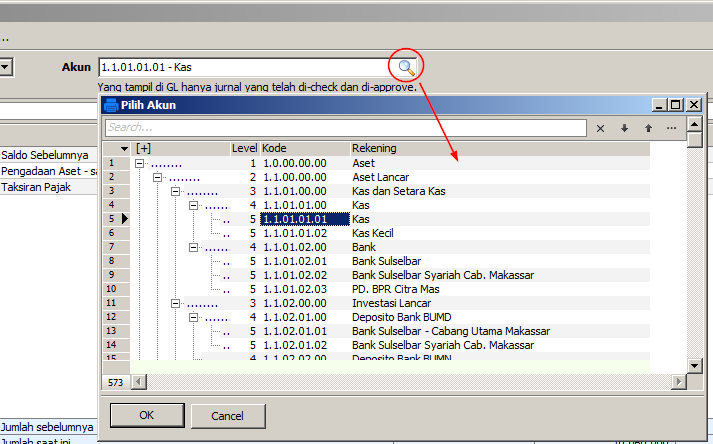 ...
Akun 1.1.01.01.01 - Kas
Yang tampil di GL hanya jurnal yang telah di-check dan di-approve.
Pilih Akun
Search...
[+] Level Kode Rekening
Saldo Sebelumnya
Pengadaan Aset - sa
Taksiran Pajak
1 ........ 1 1.0.00.00.00 Aset
2 ........ 2 1.1.00.00.00 Aset Lancar
3 ........ 3 1.1.01.00.00 Kas dan Setara Kas
4 ....... 4 1.1.01.01.00 Kas
5 .. 5 1.1.01.01.01 Kas
6 .. 5 1.1.01.01.02 Kas Kecil
7 ....... 4 1.1.01.02.00 Bank
8 .. 5 1.1.01.02.01 Bank Sulselbar
9 .. 5 1.1.01.02.02 Bank Sulselbar Syariah Cab. Makassar
10 .. 5 1.1.01.02.03 PD. BPR Citra Mas
11 ........ 3 1.1.02.00.00 Investasi Lancar
12 ....... 4 1.1.02.01.00 Deposito Bank BUMD
13 .. 5 1.1.02.01.01 Bank Sulselbar - Cabang Utama Makassar
14 .. 5 1.1.02.01.02 Bank Sulselbar Syariah Cab. Makassar
15 4 1.1.02.02.00 Deposito Bank BUMN
573
OK Cancel
Jumlah sebelumnya
Jumlah saat ini